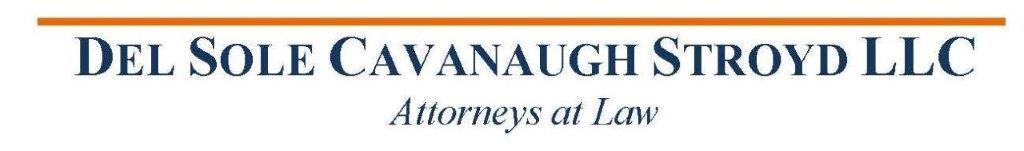 DEL SOLE CAVANAUGH STROYD LLC
Attorneys at Law